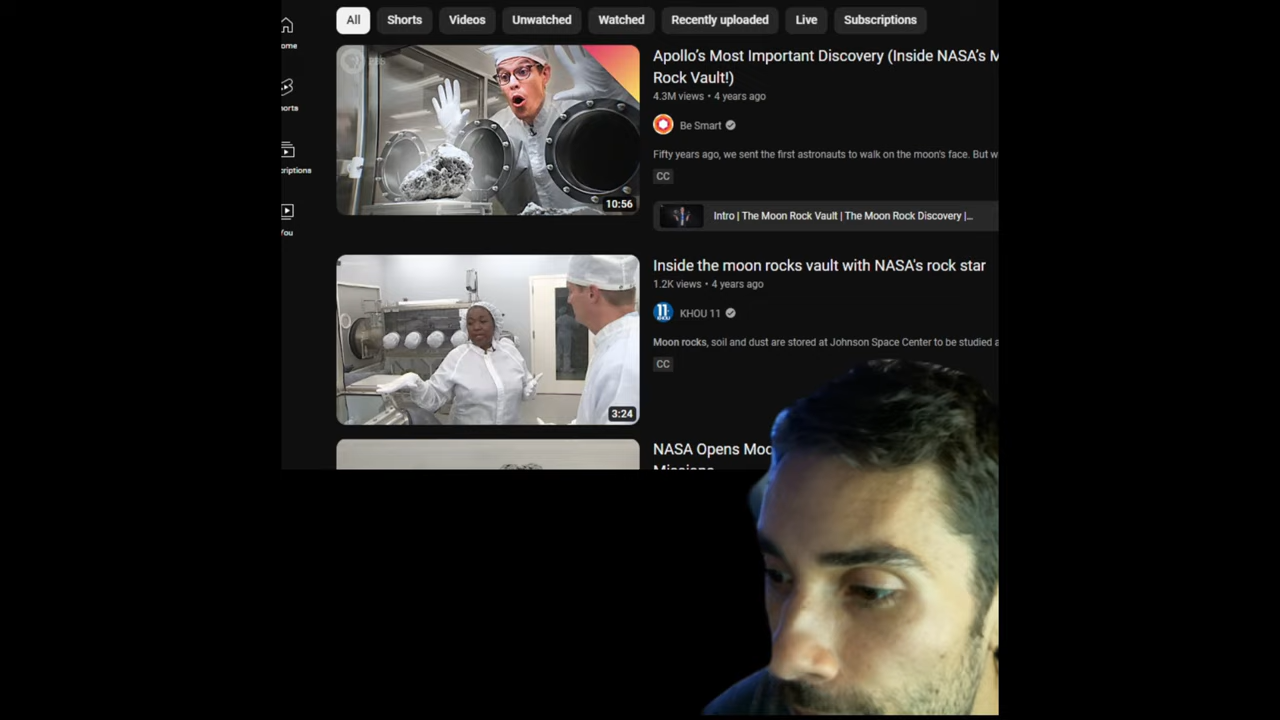 All Shorts Videos Unwatched Watched Recently uploaded Live Subscriptions
ome
orts
criptions
You
PBS
10:56
Apollo's Most Important Discovery (Inside NASA's M
Rock Vault!)
4.3M views • 4 years ago
Be Smart
Fifty years ago, we sent the first astronauts to walk on the moon's face. But w
CC
Intro | The Moon Rock Vault | The Moon Rock Discovery |...
3:24
Inside the moon rocks vault with NASA's rock star
1.2K views • 4 years ago
11
KHOU 11
Moon rocks, soil and dust are stored at Johnson Space Center to be studied a
CC
NASA Opens Moo
Missions